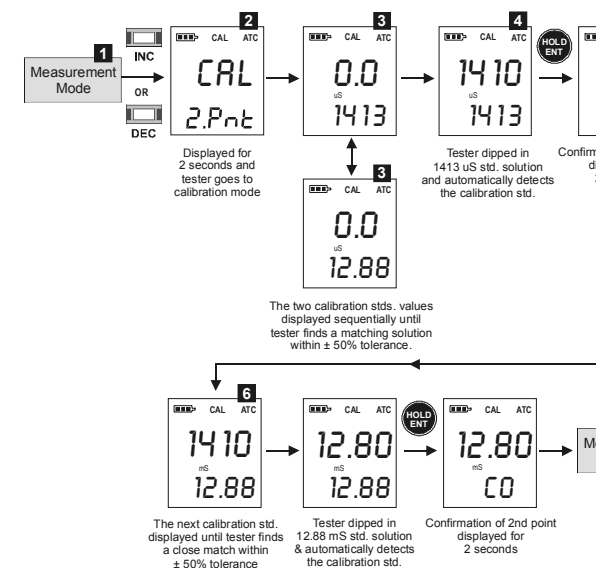 1
Measurement
Mode
INC
OR
DEC
2
CAL ATC
CAL
2.Pnt
Displayed for
2 seconds and
tester goes to
calibration mode
3
CAL ATC
0.0
uS
1413
3
CAL ATC
0.0
uS
12.88
The two calibration stds. values
displayed sequentially until
tester finds a matching solution
within ± 50% tolerance.
4
CAL ATC
1410
uS
1413
Tester dipped in
1413 uS std. solution
and automatically detects
the calibration std.
HOLD
ENT
6
CAL ATC
1410
mS
12.88
The next calibration std.
displayed until tester finds
a close match within
± 50% tolerance
CAL ATC
12.80
mS
12.88
Tester dipped in
12.88 mS std. solution
& automatically detects
the calibration std.
HOLD
ENT
CAL ATC
12.80
mS
CO
Confirmation of 2nd point
displayed for
2 seconds